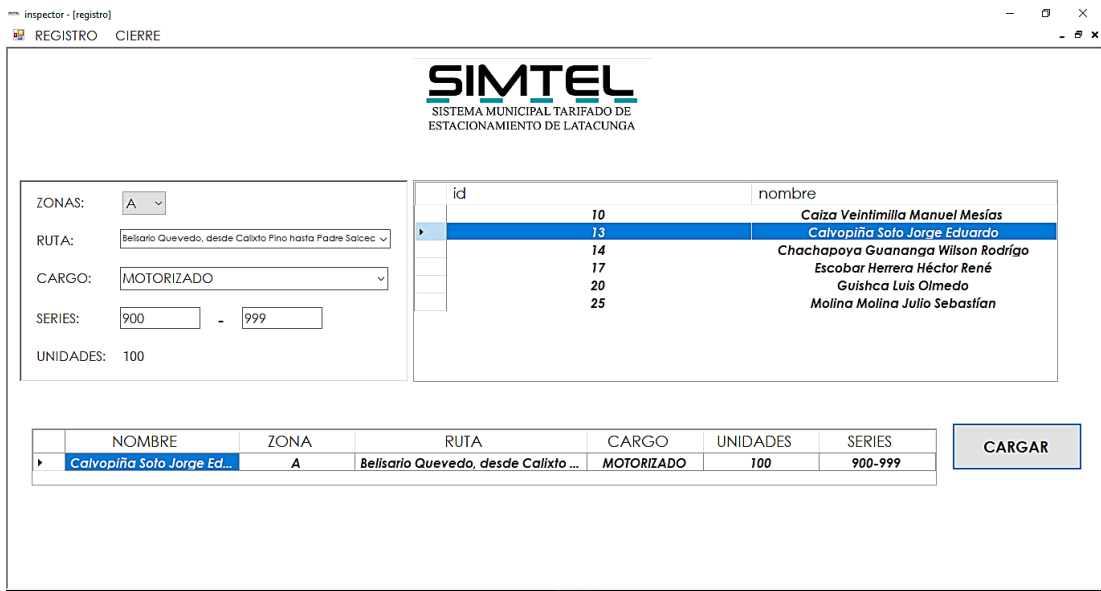 inspector - [registro]
REGISTRO CIERRE
SIMTEL
SISTEMA MUNICIPAL TARIFADO DE
ESTACIONAMIENTO DE LATACUNGA
ZONAS: A
RUTA: Belisario Quevedo, desde Calixto Pino hasta Padre Salcec
CARGO: MOTORIZADO
SERIES: 900 - 999
UNIDADES: 100
id nombre
10 Caiza Veintimilla Manuel Mesías
13 Calvopiña Soto Jorge Eduardo
14 Chachapoya Guananga Wilson Rodrígo
17 Escobar Herrera Héctor René
20 Guishca Luis Olmedo
25 Molina Molina Julio Sebastían
NOMBRE ZONA RUTA CARGO UNIDADES SERIES
Calvopiña Soto Jorge Ed... A Belisario Quevedo, desde Calixto ... MOTORIZADO 100 900-999
CARGAR